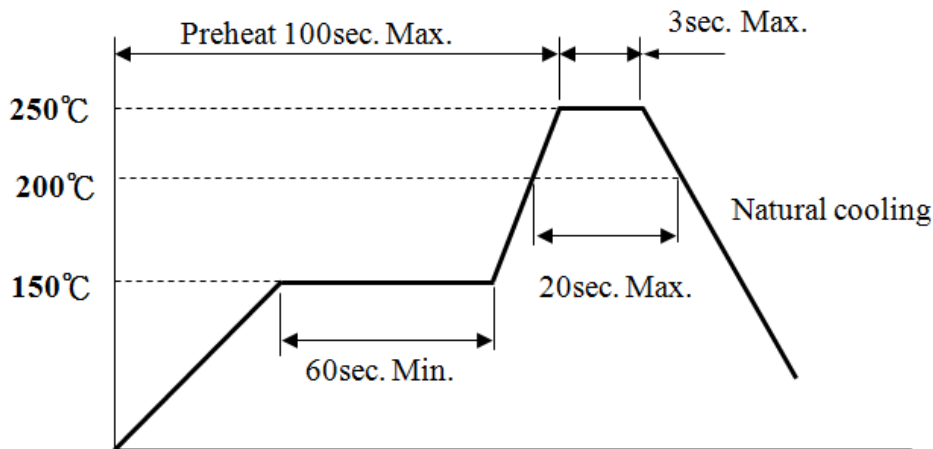 Preheat 100sec. Max.
3sec. Max.
250℃
200℃
Natural cooling
150℃
20sec. Max.
60sec. Min.